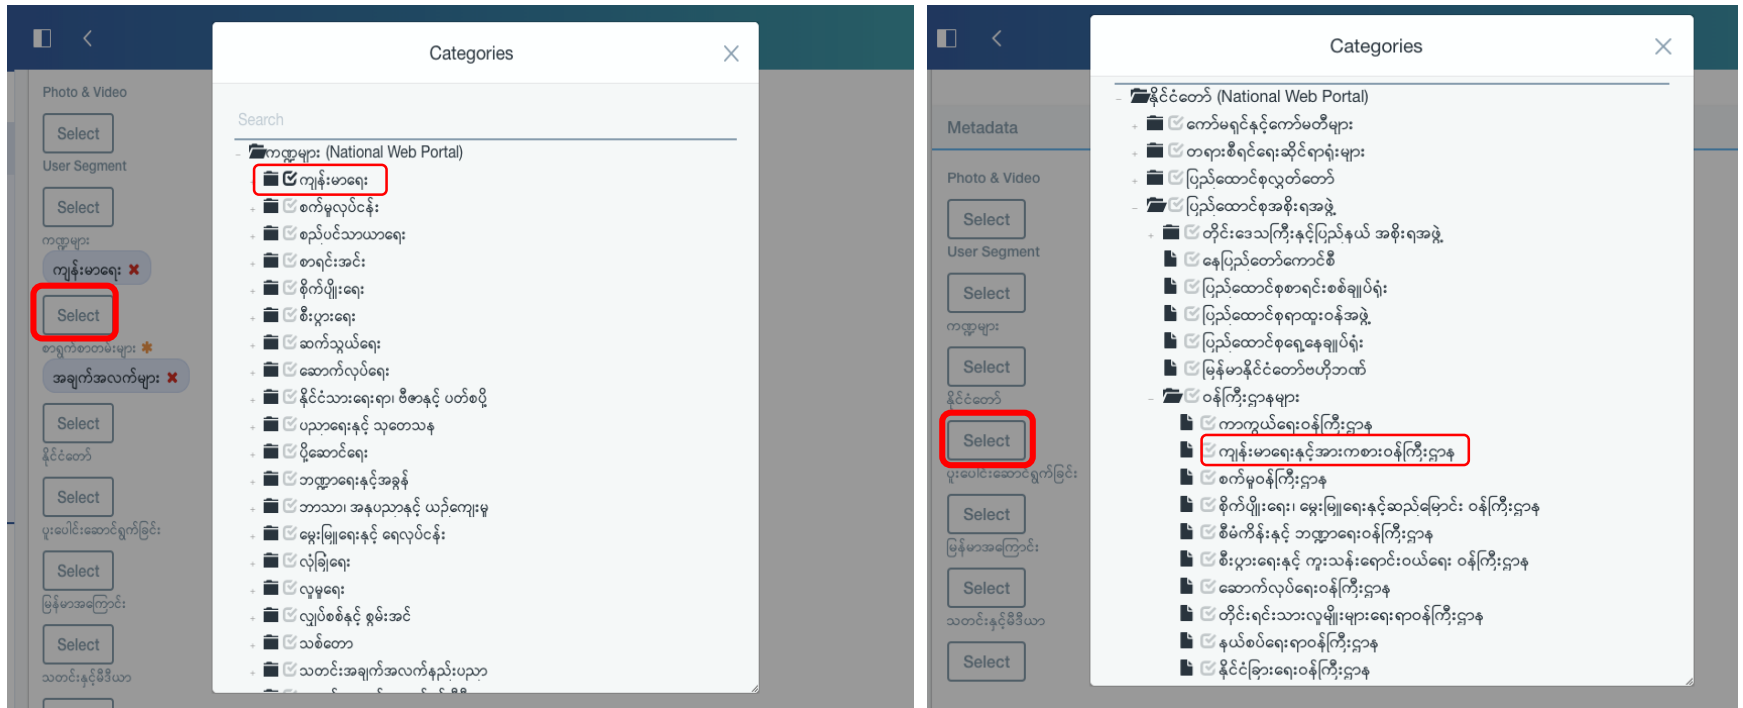 Photo & Video
Select
User Segment
Select
ကဏ္ဍများ
ကျန်းမာရေး
Select
စာရွက်စာတမ်းများ
အချက်အလက်များ
Select
နိုင်ငံတော်
Select
ပူးပေါင်းဆောင်ရွက်ခြင်း
Select
မြန်မာအကြောင်း
Select
သတင်းနှင့်မီဒီယာ
Categories
Search
ကဏ္ဍများ (National Web Portal)
ကျန်းမာရေး
စက်မှုလုပ်ငန်း
စည်ပင်သာယာရေး
စာရင်းအင်း
စိုက်ပျိုးရေး
စီးပွားရေး
ဆက်သွယ်ရေး
ဆောက်လုပ်ရေး
နိုင်ငံသားရေးရာ၊ ဗီဇာနှင့် ပတ်စပို့
ပညာရေးနှင့် သုတေသန
ပို့ဆောင်ရေး
ဘဏ္ဍာရေးနှင့်အခွန်
ဘာသာ၊ အနုပညာနှင့် ယဉ်ကျေးမှု
မွေးမြူရေးနှင့် ရေလုပ်ငန်း
လုံခြုံရေး
လူမှုရေး
လျှပ်စစ်နှင့် စွမ်းအင်
သစ်တော
သတင်းအချက်အလက်နည်းပညာ
Metadata
Photo & Video
Select
User Segment
Select
ကဏ္ဍများ
Select
နိုင်ငံတော်
Select
ပူးပေါင်းဆောင်ရွက်ခြင်း
Select
မြန်မာအကြောင်း
Select
သတင်းနှင့်မီဒီယာ
Select
Categories
နိုင်ငံတော် (National Web Portal)
ကော်မရှင်နှင့်ကော်မတီများ
တရားစီရင်ရေးဆိုင်ရာရုံးများ
ပြည်ထောင်စုလွှတ်တော်
ပြည်ထောင်စုအစိုးရအဖွဲ့
တိုင်းဒေသကြီးနှင့်ပြည်နယ် အစိုးရအဖွဲ့
နေပြည်တော်ကောင်စီ
ပြည်ထောင်စုစာရင်းစစ်ချုပ်ရုံး
ပြည်ထောင်စုရာထူးဝန်အဖွဲ့
ပြည်ထောင်စုရှေ့နေချုပ်ရုံး
မြန်မာနိုင်ငံတော်ဗဟိုဘဏ်
ဝန်ကြီးဌာနများ
ကာကွယ်ရေးဝန်ကြီးဌာန
ကျန်းမာရေးနှင့်အားကစားဝန်ကြီးဌာန
စက်မှုဝန်ကြီးဌာန
စိုက်ပျိုးရေး၊ မွေးမြူရေးနှင့်ဆည်မြောင်း ဝန်ကြီးဌာန
စီမံကိန်းနှင့် ဘဏ္ဍာရေးဝန်ကြီးဌာန
စီးပွားရေးနှင့် ကူးသန်းရောင်းဝယ်ရေး ဝန်ကြီးဌာန
ဆောက်လုပ်ရေးဝန်ကြီးဌာန
တိုင်းရင်းသားလူမျိုးများရေးရာဝန်ကြီးဌာန
နယ်စပ်ရေးရာဝန်ကြီးဌာန
နိုင်ငံခြားရေးဝန်ကြီးဌာန